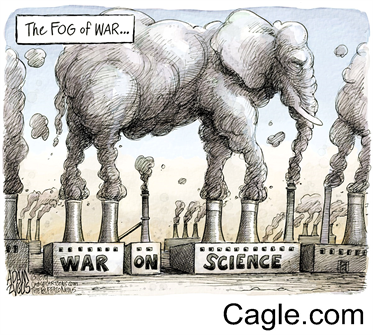 The FOG of WAR...
WAR ON SCIENCE
Cagle.com